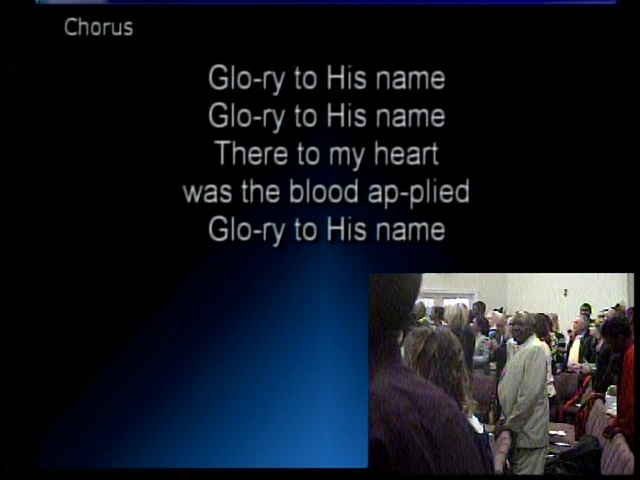 Chorus
Glo-ry to His name
Glo-ry to His name
There to my heart
was the blood ap-plied
Glo-ry to His name